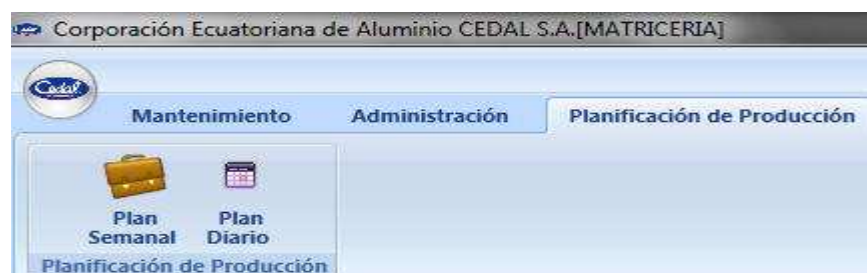 Corporación Ecuatoriana de Aluminio CEDAL S.A.[MATRICERIA]
Cedal
Mantenimiento Administración Planificación de Producción
Plan Semanal
Plan Diario
Planificación de Producción